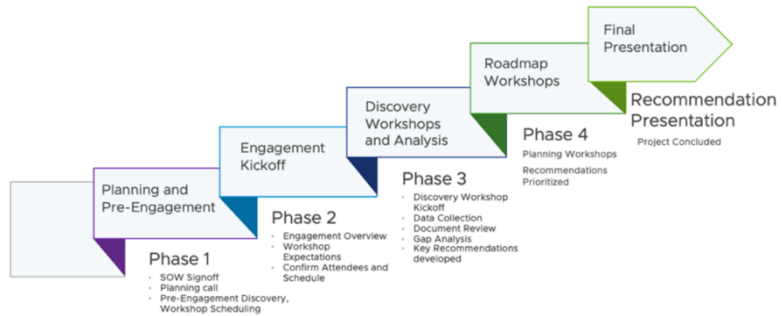 Final
Presentation
Roadmap
Workshops
Recommendation
Presentation
Project Concluded
Discovery
Workshops
and Analysis
Phase 4
Planning Workshops
Recommendations
Prioritized
Engagement
Kickoff
Phase 3
• Discovery Workshop
Kickoff
• Data Collection
• Document Review
• Gap Analysis
• Key Recommendations
developed
Planning and
Pre-Engagement
Phase 2
• Engagement Overview
• Workshop
Expectations
• Confirm Attendees and
Schedule
Phase 1
• SOW Signoff
• Planning call
• Pre-Engagement Discovery,
Workshop Scheduling